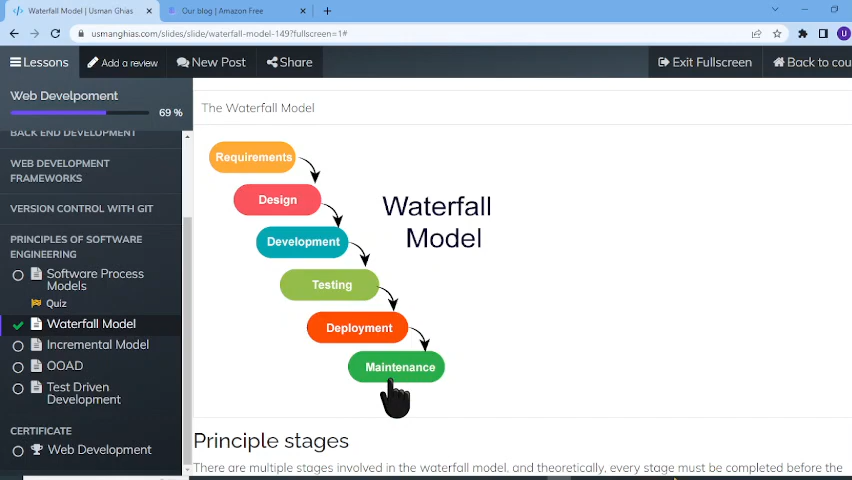 Waterfall Model | Usman Ghias
Our blog | Amazon Free
usmanghias.com/slides/slide/waterfall-model-149?fullscreen=1#
U
Lessons Add a review New Post Share Exit Fullscreen Back to cou
Web Development
69 %
BACK END DEVELOPMENT
WEB DEVELOPMENT
FRAMEWORKS
VERSION CONTROL WITH GIT
PRINCIPLES OF SOFTWARE
ENGINEERING
Software Process
Models
Quiz
Waterfall Model
Incremental Model
OOAD
Test Driven
Development
CERTIFICATE
Web Development
The Waterfall Model
Requirements
Design
Development
Testing
Deployment
Maintenance
Waterfall
Model
Principle stages
There are multiple stages involved in the waterfall model, and theoretically, every stage must be completed before the